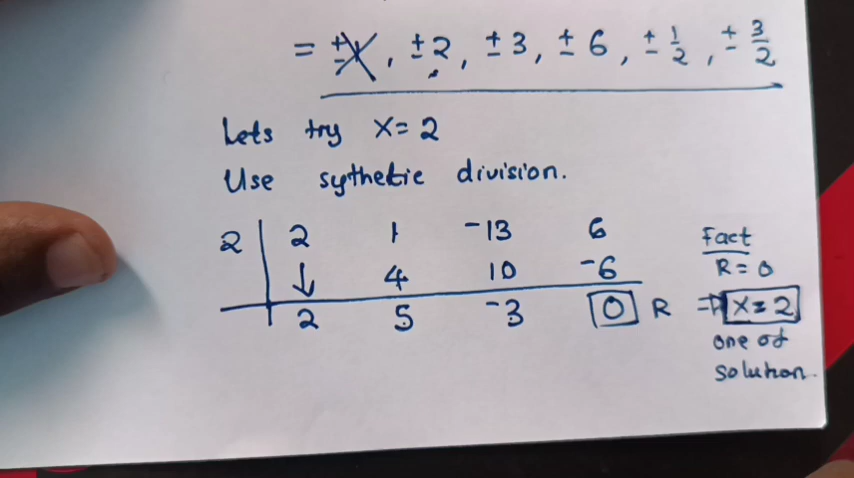 = ±1, ±2, ±3, ±6, ±1/2, ±3/2
Lets try x=2
Use sythetic division.
2 | 2 1 -13 6
↓ 4 10 -6
2 5 -3 0 R ⇒ x=2
Fact
R=0
one of
solution.